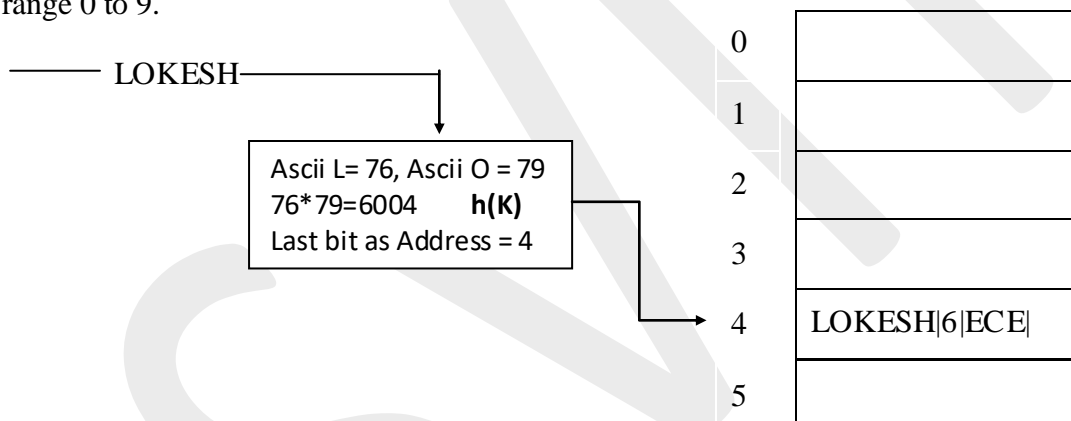 range 0 to 9.
LOKESH
Ascii L= 76, Ascii O = 79
76*79=6004 h(K)
Last bit as Address = 4
0
1
2
3
4 LOKESH|6|ECE|
5